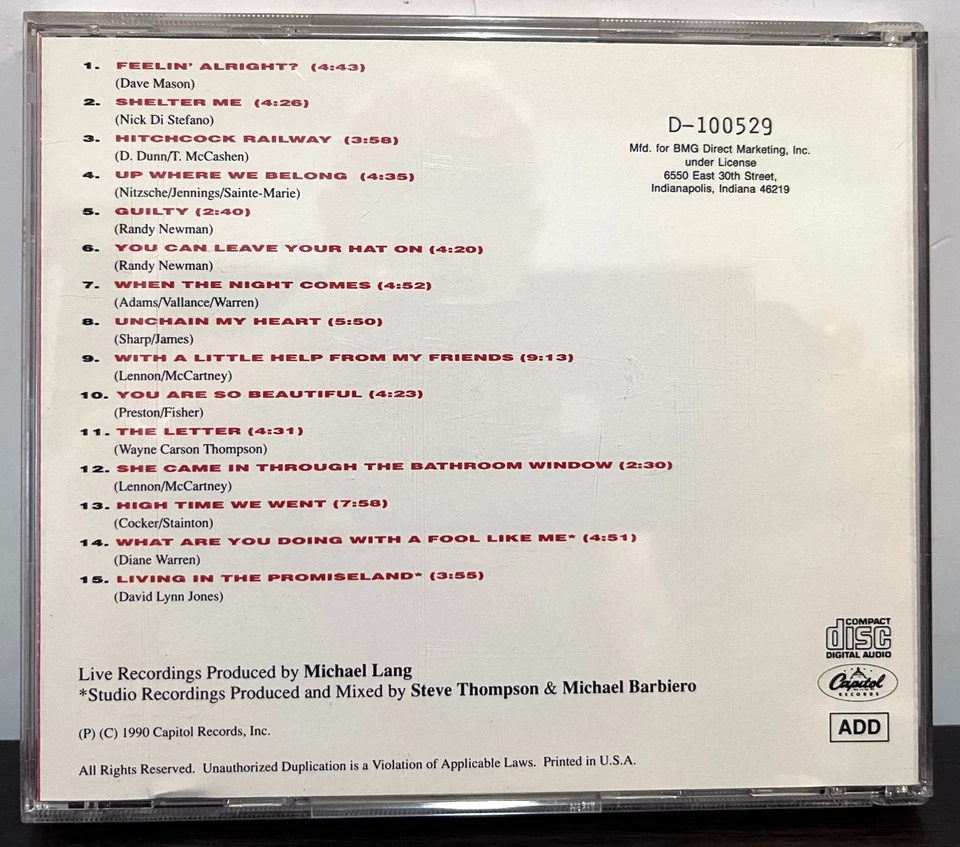 1. FEELIN' ALRIGHT? (4:43)
(Dave Mason)
2. SHELTER ME (4:26)
(Nick Di Stefano)
3. HITCHCOCK RAILWAY (3:58)
(D. Dunn/T. McCashen)
4. UP WHERE WE BELONG (4:35)
(Nitzsche/Jennings/Sainte-Marie)
5. GUILTY (2:40)
(Randy Newman)
6. YOU CAN LEAVE YOUR HAT ON (4:20)
(Randy Newman)
7. WHEN THE NIGHT COMES (4:52)
(Adams/Vallance/Warren)
8. UNCHAIN MY HEART (5:50)
(Sharp/James)
9. WITH A LITTLE HELP FROM MY FRIENDS (9:13)
(Lennon/McCartney)
10. YOU ARE SO BEAUTIFUL (4:23)
(Preston/Fisher)
11. THE LETTER (4:31)
(Wayne Carson Thompson)
12. SHE CAME IN THROUGH THE BATHROOM WINDOW (2:30)
(Lennon/McCartney)
13. HIGH TIME WE WENT (7:58)
(Cocker/Stainton)
14. WHAT ARE YOU DOING WITH A FOOL LIKE ME* (4:51)
(Diane Warren)
15. LIVING IN THE PROMISELAND* (3:55)
(David Lynn Jones)
D-100529
Mfd. for BMG Direct Marketing, Inc.
under License
6550 East 30th Street,
Indianapolis, Indiana 46219
Live Recordings Produced by Michael Lang
*Studio Recordings Produced and Mixed by Steve Thompson & Michael Barbiero
(P) (C) 1990 Capitol Records, Inc.
All Rights Reserved. Unauthorized Duplication is a Violation of Applicable Laws. Printed in U.S.A.
COMPACT
disc
DIGITAL AUDIO
Capitol
RECORDS
ADD